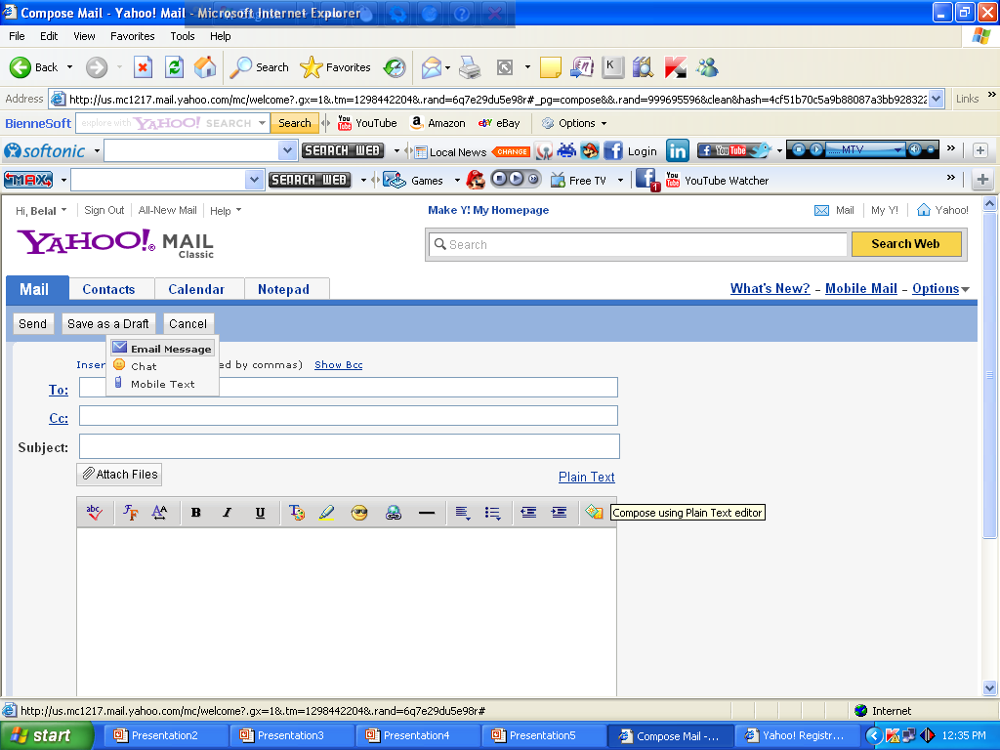 Compose Mail - Yahoo! Mail - Microsoft Internet Explorer
File Edit View Favorites Tools Help
Back Search Favorites
Address http://us.mc1217.mail.yahoo.com/mc/welcome?.gx=1&.tm=1298442204&.rand=6q7e29du5e98r#_pg=compose&&.rand=999695596&clean&hash=4cf51b70c5a9b88087a3bb928322 Links »
BienneSoft explore with YAHOO! SEARCH Search YouTube Amazon eBay Options
softonic SEARCH WEB Local News CHANGE Login in YouTube MTV »
MAX SEARCH WEB Games Free TV 1 YouTube Watcher »
Hi, Belal Sign Out All-New Mail Help Make Y! My Homepage Mail My Y! Yahoo!
YAHOO!® MAIL Classic
Search Search Web
Mail Contacts Calendar Notepad What's New? - Mobile Mail - Options
Send Save as a Draft Cancel
Email Message
Inser ed by commas) Show Bcc
Chat
Mobile Text
To:
Cc:
Subject:
Attach Files Plain Text
abc B I U
Compose using Plain Text editor
http://us.mc1217.mail.yahoo.com/mc/welcome?.gx=1&.tm=1298442204&.rand=6q7e29du5e98r# Internet
start Presentation2 Presentation3 Presentation4 Presentation5 Compose Mail -... Yahoo! Registr... 12:35 PM